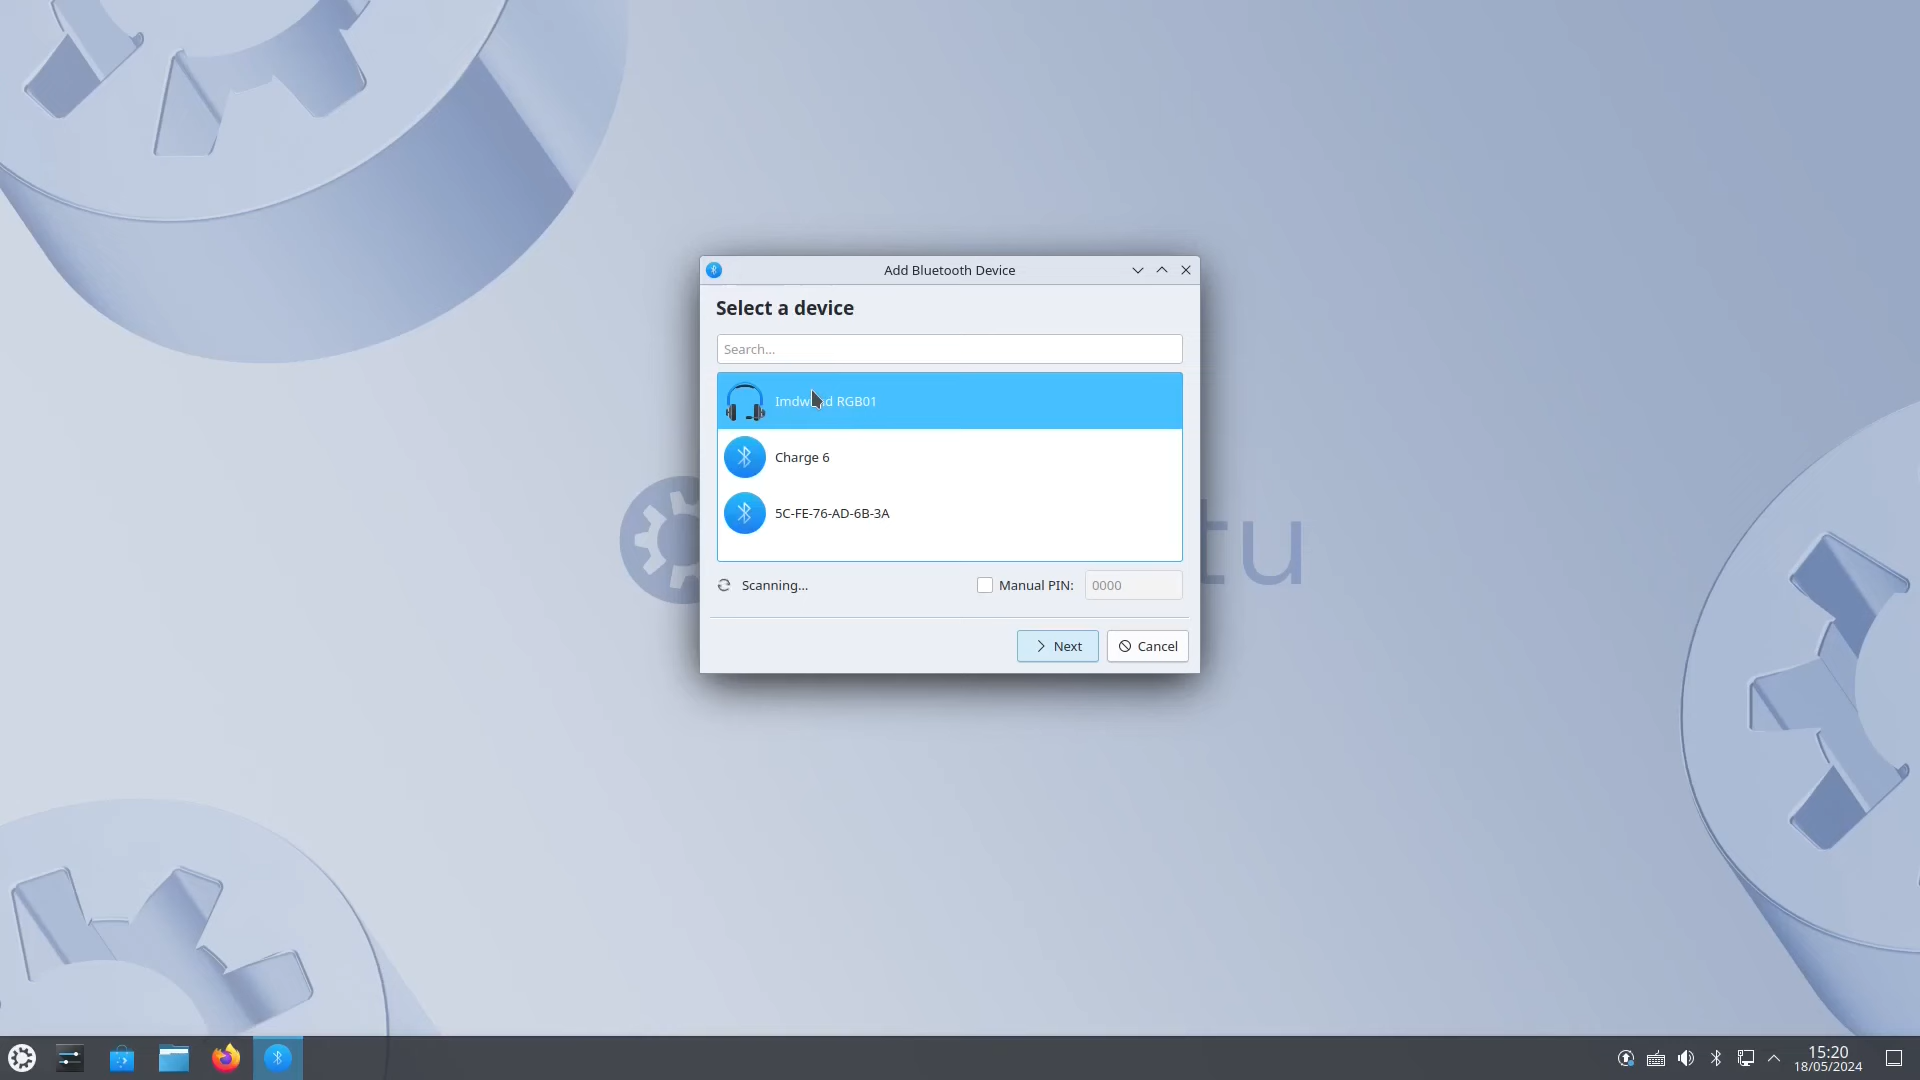 Add Bluetooth Device
Select a device
Search...
RGB01
Charge 6
5C-FE-76-AD-6B-3A
Scanning...
Manual PIN:
0000
Next
Cancel
tu
15:20
18/05/2024